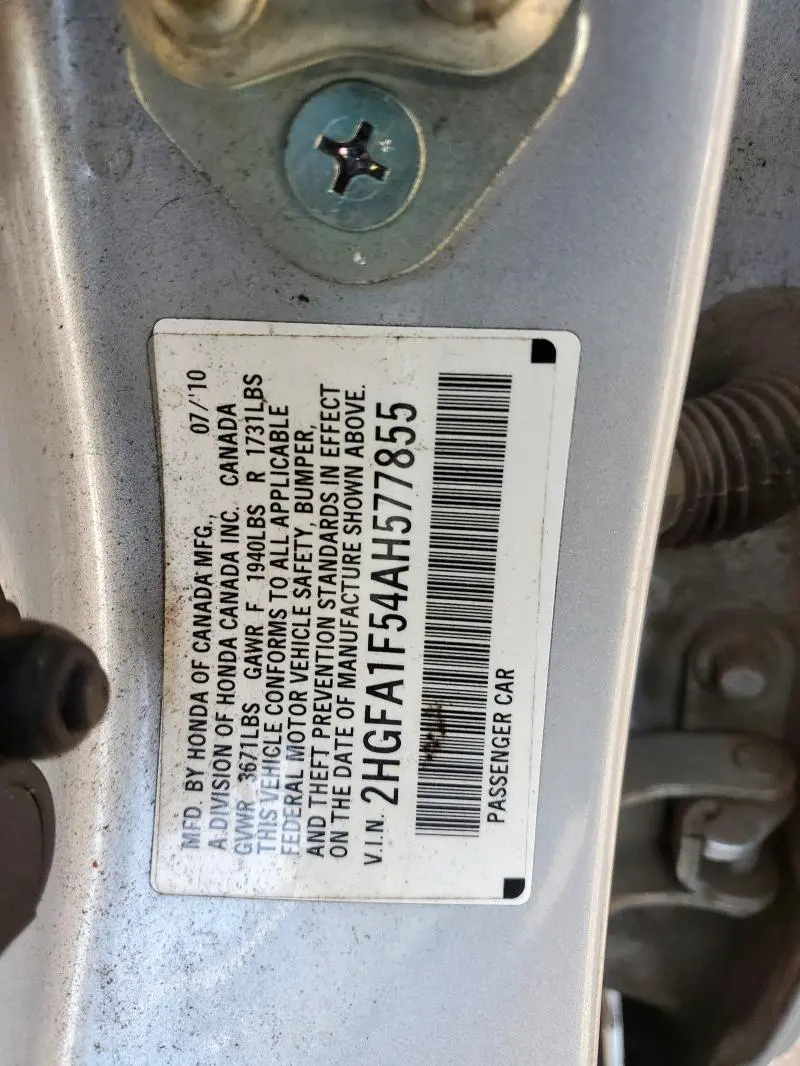 MFD. BY HONDA OF CANADA MFG., 07/'10
A DIVISION OF HONDA CANADA INC. CANADA
GVWR 3671LBS GAWR F 1940LBS R 1731LBS
THIS VEHICLE CONFORMS TO ALL APPLICABLE
FEDERAL MOTOR VEHICLE SAFETY, BUMPER,
AND THEFT PREVENTION STANDARDS IN EFFECT
ON THE DATE OF MANUFACTURE SHOWN ABOVE.
V.I.N. 2HGFA1F54AH577855
PASSENGER CAR